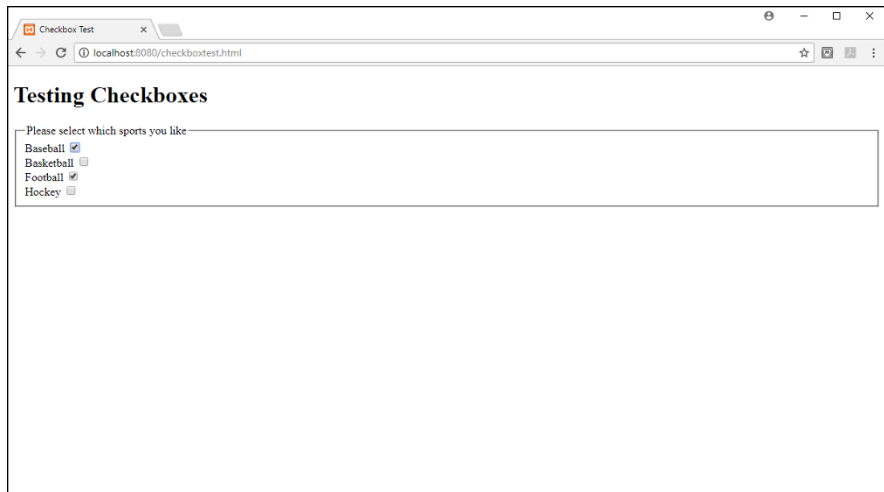 Checkbox Test
localhost:8080/checkboxtest.html
Testing Checkboxes
Please select which sports you like
Baseball
Basketball
Football
Hockey